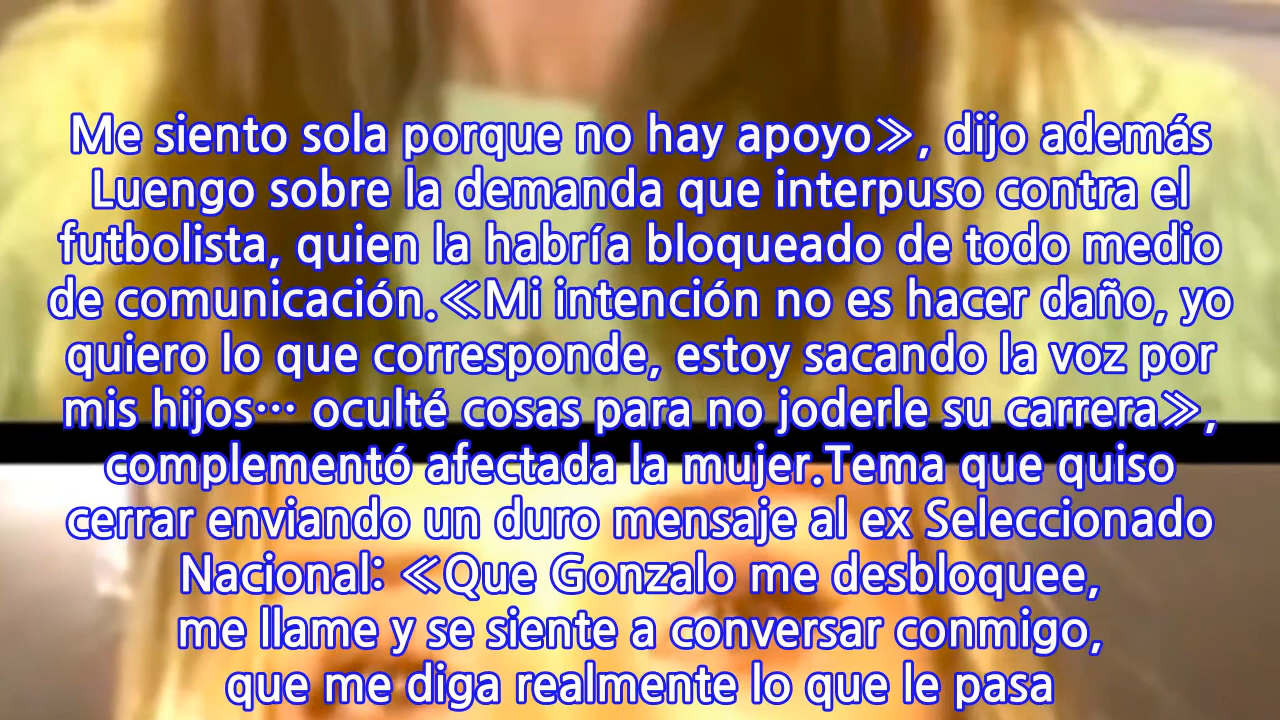 Me siento sola porque no hay apoyo≫, dijo además
Luengo sobre la demanda que interpuso contra el
futbolista, quien la habría bloqueado de todo medio
de comunicación.≪Mi intención no es hacer daño, yo
quiero lo que corresponde, estoy sacando la voz por
mis hijos… oculté cosas para no joderle su carrera≫,
complementó afectada la mujer.Tema que quiso
cerrar enviando un duro mensaje al ex Seleccionado
Nacional: ≪Que Gonzalo me desbloquee,
me llame y se siente a conversar conmigo,
que me diga realmente lo que le pasa